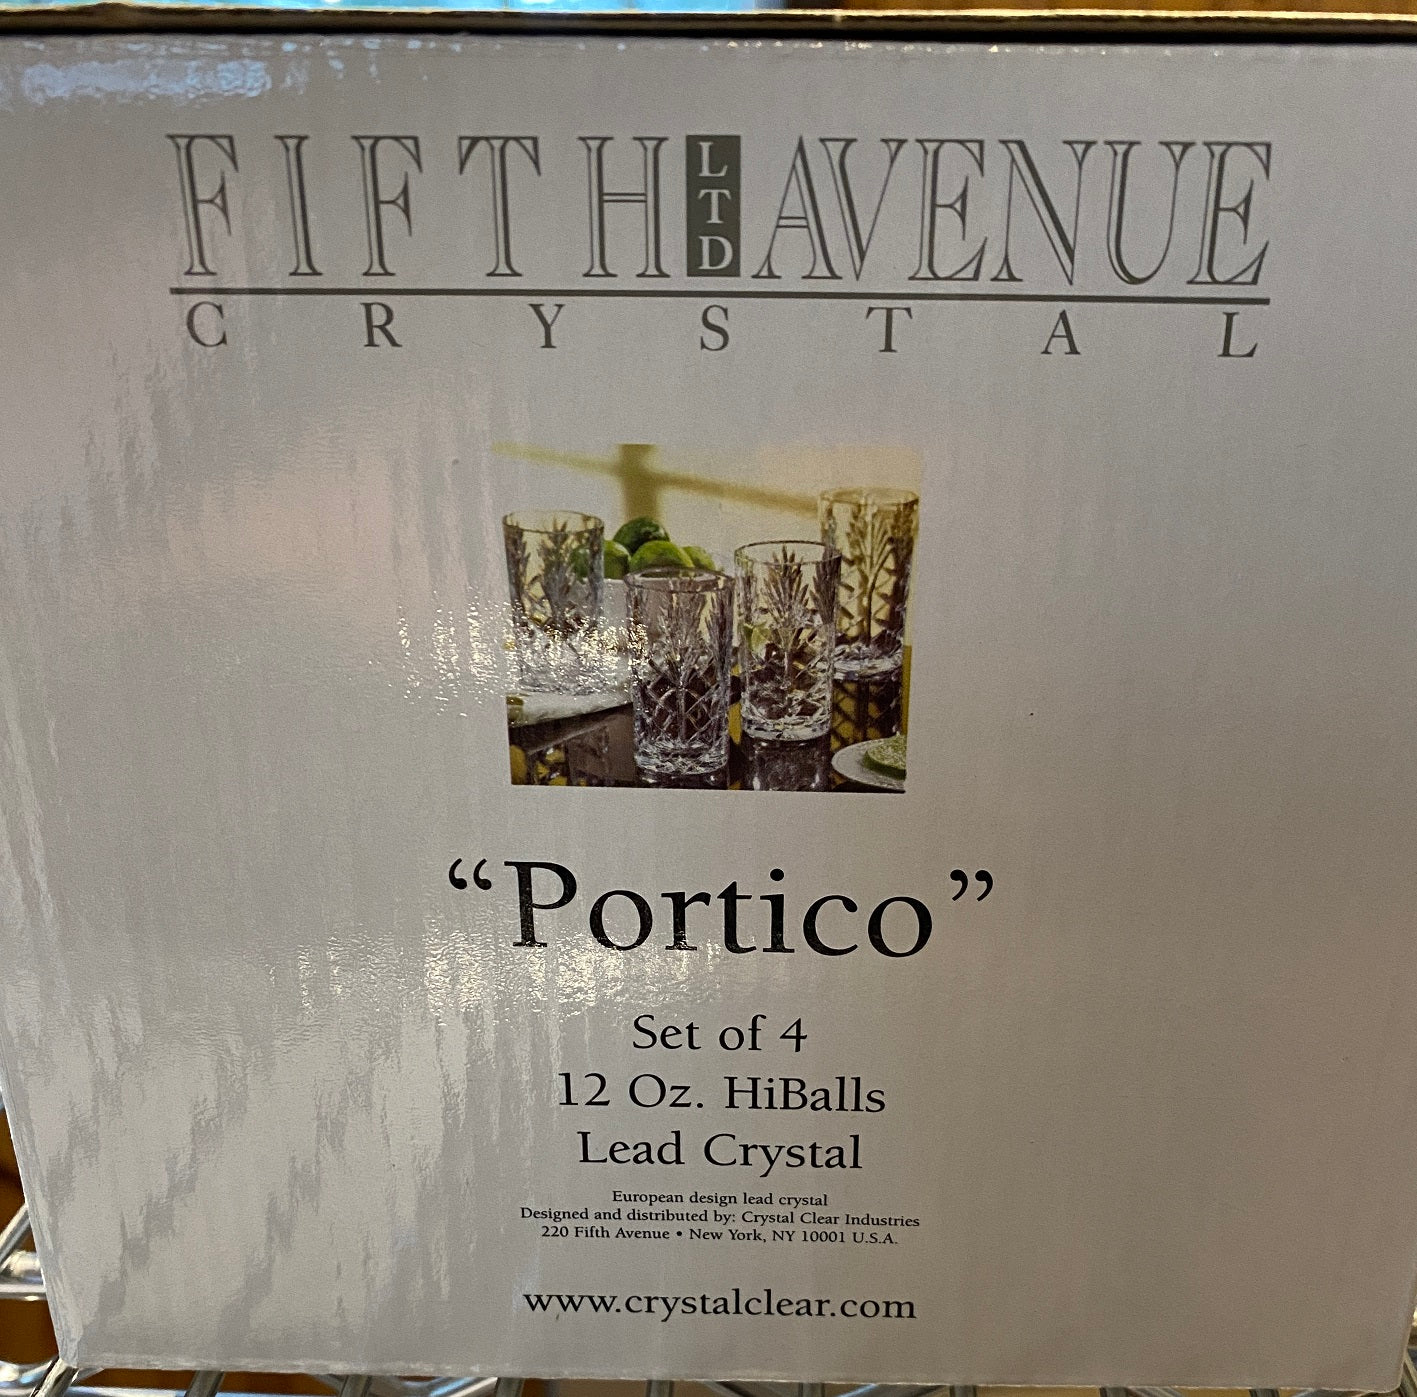 FIFTH LTD AVENUE
CRYSTAL
“Portico”
Set of 4
12 Oz. HiBalls
Lead Crystal
European design lead crystal
Designed and distributed by: Crystal Clear Industries
220 Fifth Avenue • New York, NY 10001 U.S.A.
www.crystalclear.com